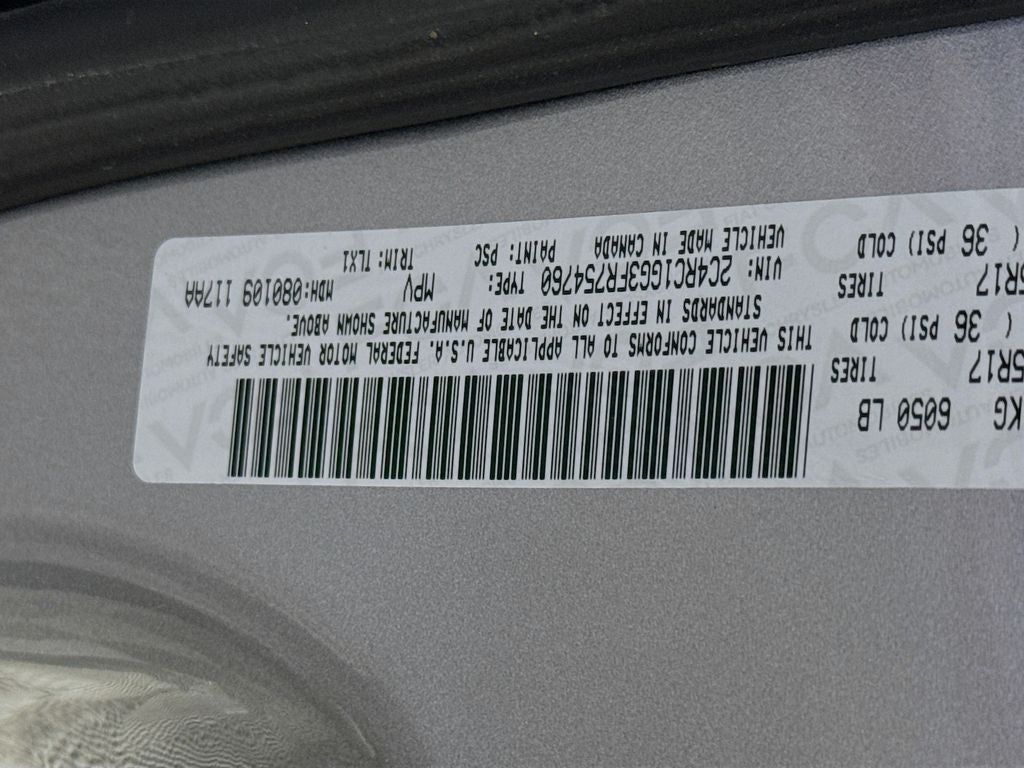 KG 6050 LB
5R17 TIRES
( 36 PSI) COLD
5R17 TIRES
( 36 PSI) COLD
THIS VEHICLE CONFORMS TO ALL APPLICABLE U.S.A. FEDERAL MOTOR VEHICLE SAFETY
STANDARDS IN EFFECT ON THE DATE OF MANUFACTURE SHOWN ABOVE.
VIN: 2C4RC1GG3FR754760 TYPE: MPV MDH:080109 117AA
VEHICLE MADE IN CANADA PAINT: PSC TRIM: TLX1